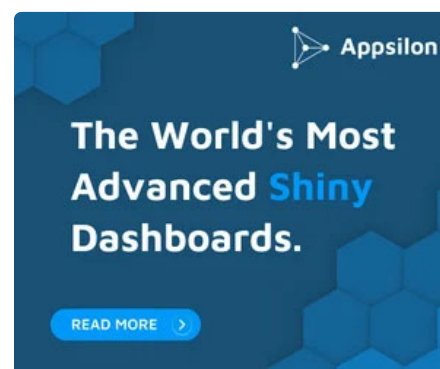 Appsilon
The World's Most
Advanced Shiny
Dashboards.
READ MORE